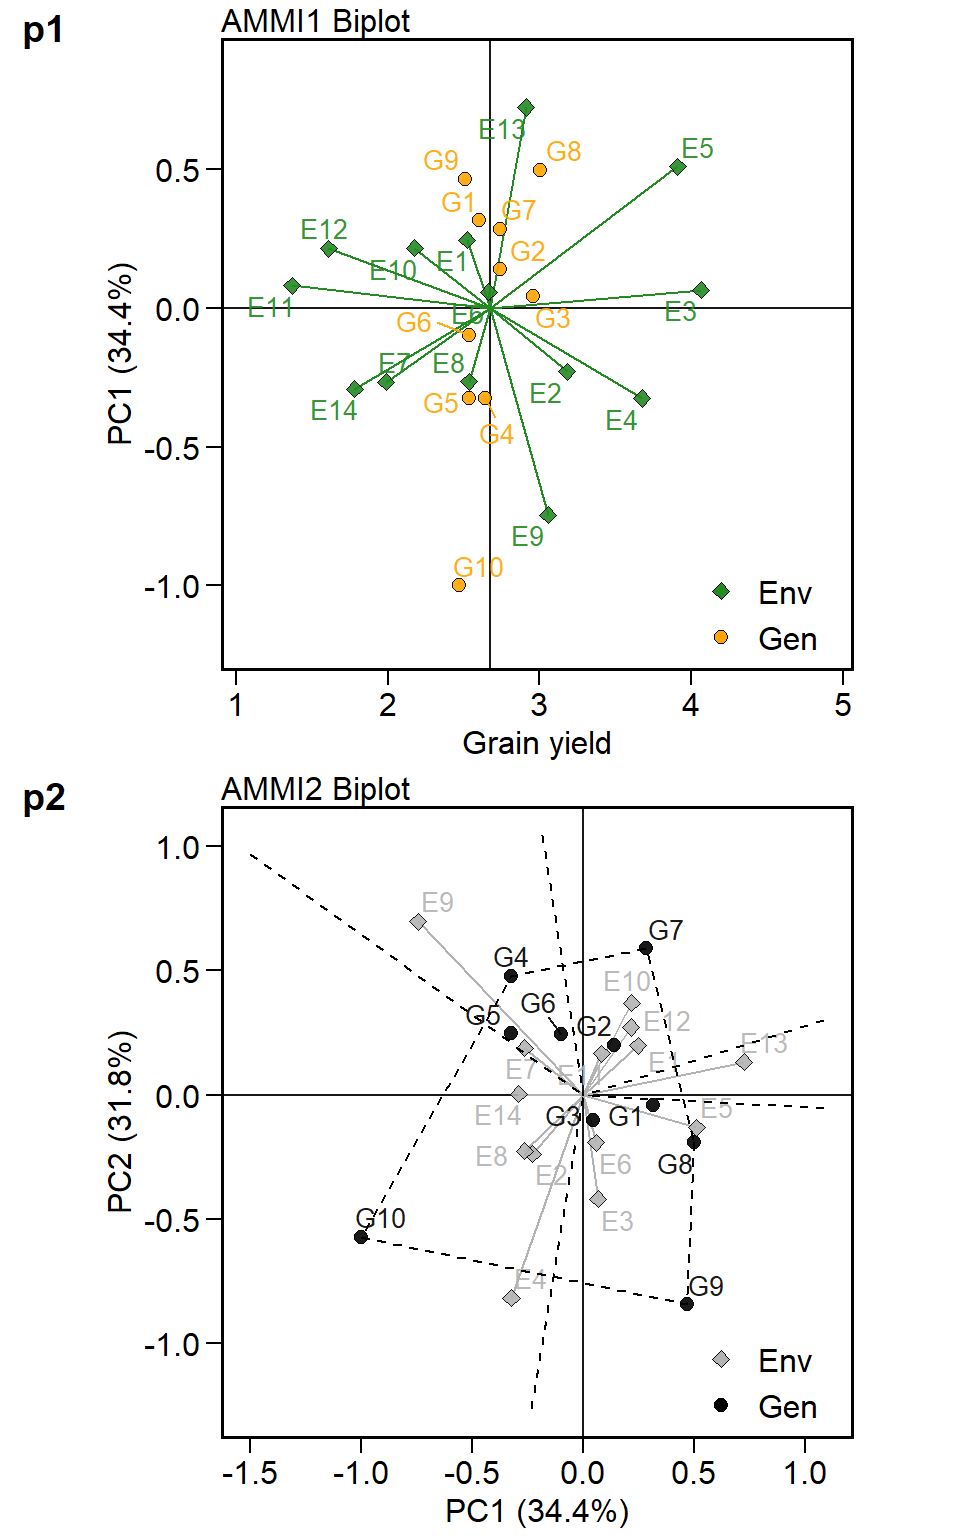 p1
AMMI1 Biplot
E13
G9
G8
E5
G1
G7
E12
G2
E10
E1
E11
E6
G3
E3
G6
E7
E8
E14
G5
E2
E4
G4
E9
G10
Env
Gen
0.5
0.0
-0.5
-1.0
PC1 (34.4%)
1 2 3 4 5
Grain yield
p2
AMMI2 Biplot
E9
G7
G4
E10
G5
G6
G2
E12
E13
E7
E11
E1
E14
G3
G1
E5
E8
E2
E6
G8
G10
E3
E4
G9
Env
Gen
1.0
0.5
0.0
-0.5
-1.0
PC2 (31.8%)
-1.5 -1.0 -0.5 0.0 0.5 1.0
PC1 (34.4%)